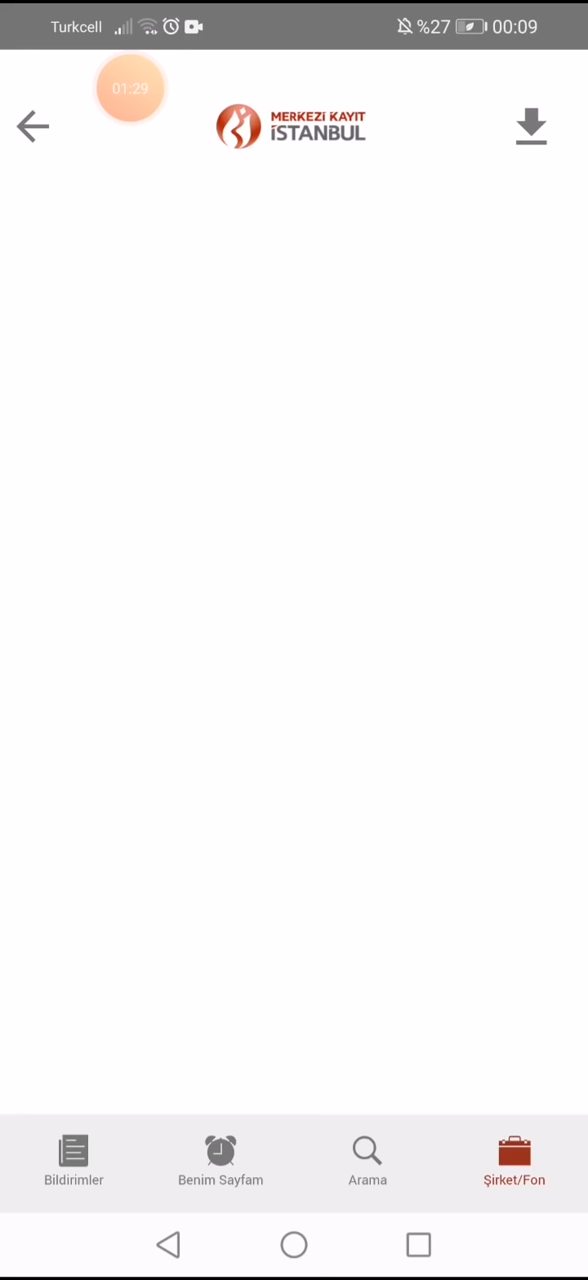 Turkcell %27 00:09
01:29
MERKEZİ KAYIT
İSTANBUL
Bildirimler Benim Sayfam Arama Şirket/Fon